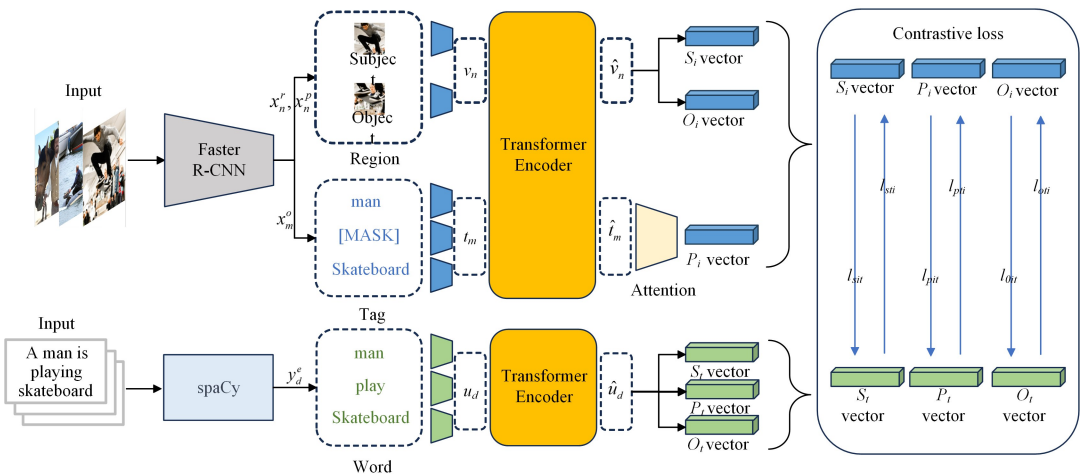 Input
Faster
R-CNN
x_n^r, x_n^p
x_m^o
Subjec
t
Objec
t
Region
man
[MASK]
Skateboard
Tag
v_n
t_m
Transformer
Encoder
v̂_n
t̂_m
Attention
S_i vector
O_i vector
P_i vector
Input
A man is
playing
skateboard
spaCy
y_d^e
man
play
Skateboard
Word
u_d
Transformer
Encoder
û_d
S_t vector
P_t vector
O_t vector
Contrastive loss
S_i vector P_i vector O_i vector
l_sti l_pti l_oti
l_sit l_pit l_0it
S_t P_t O_t
vector vector vector